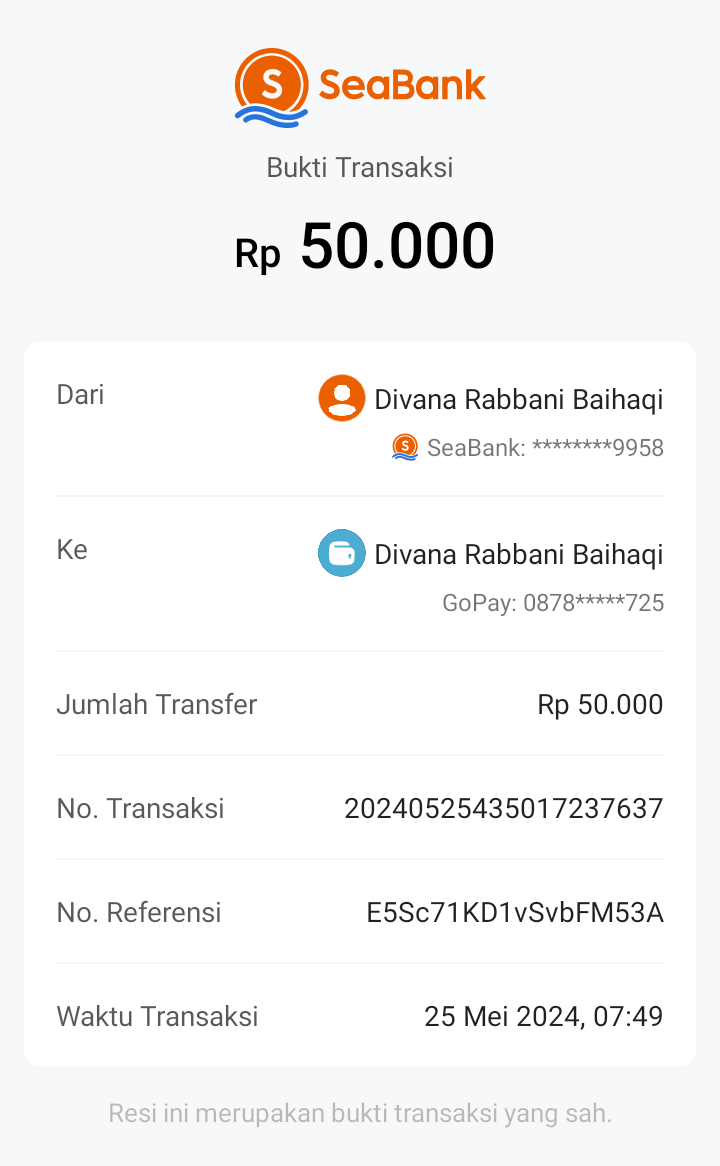 S SeaBank
Bukti Transaksi
Rp 50.000
Dari
Divana Rabbani Baihaqi
S SeaBank: ********9958
Ke
Divana Rabbani Baihaqi
GoPay: 0878*****725
Jumlah Transfer Rp 50.000
No. Transaksi 20240525435017237637
No. Referensi E5Sc71KD1vSvbFM53A
Waktu Transaksi 25 Mei 2024, 07:49
Resi ini merupakan bukti transaksi yang sah.